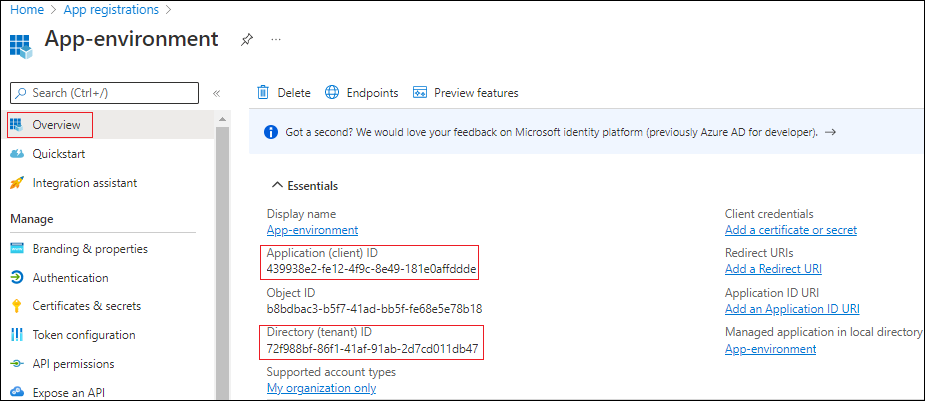 Home > App registrations >
App-environment
Search (Ctrl+/)
«
Overview
Quickstart
Integration assistant
Manage
Branding & properties
Authentication
Certificates & secrets
Token configuration
API permissions
Expose an API
Delete
Endpoints
Preview features
Got a second? We would love your feedback on Microsoft identity platform (previously Azure AD for developer). →
Essentials
Display name
App-environment
Application (client) ID
439938e2-fe12-4f9c-8e49-181e0affddde
Object ID
b8bdbac3-b5f7-41ad-bb5f-fe68e5e78b18
Directory (tenant) ID
72f988bf-86f1-41af-91ab-2d7cd011db47
Supported account types
My organization only
Client credentials
Add a certificate or secret
Redirect URIs
Add a Redirect URI
Application ID URI
Add an Application ID URI
Managed application in local directory
App-environment